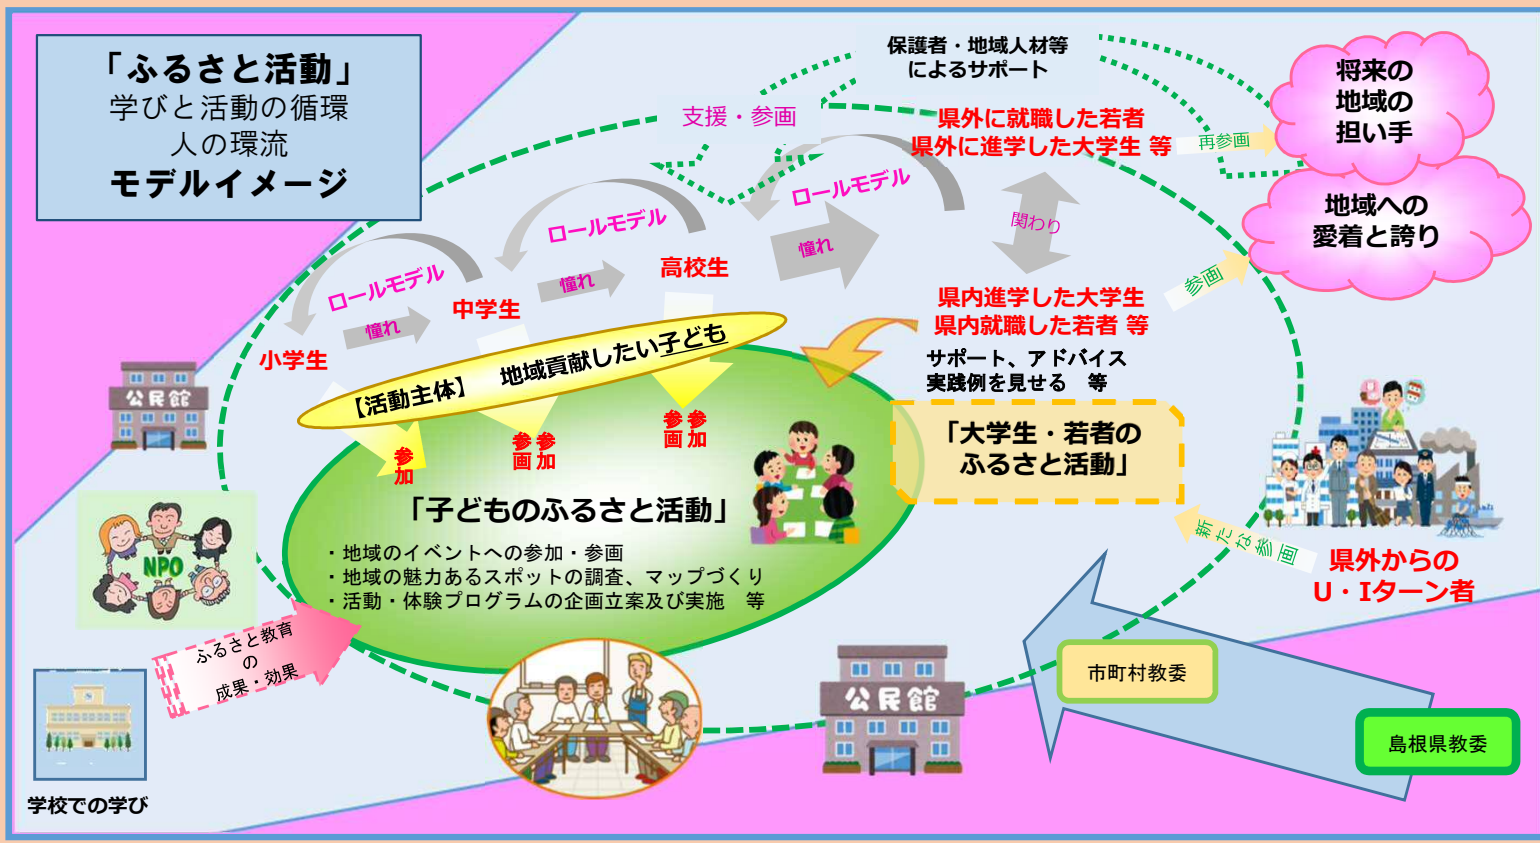 「ふるさと活動」
学びと活動の循環
人の環流
モデルイメージ
保護者・地域人材等
によるサポート
支援・参画
県外に就職した若者
県外に進学した大学生 等
再参画
将来の
地域の
担い手
地域への
愛着と誇り
ロールモデル
ロールモデル
ロールモデル
憧れ
憧れ
憧れ
関わり
小学生
中学生
高校生
県内進学した大学生
県内就職した若者 等
参画
サポート、アドバイス
実践例を見せる　等
【活動主体】　地域貢献したい子ども
参加
参加
参画
参加
参画
「大学生・若者の
ふるさと活動」
「子どものふるさと活動」
・地域のイベントへの参加・参画
・地域の魅力あるスポットの調査、マップづくり
・活動・体験プログラムの企画立案及び実施　等
公民館
NPO
ふるさと教育
の
成果・効果
学校での学び
公民館
新たな参画
県外からの
U・Iターン者
市町村教委
島根県教委